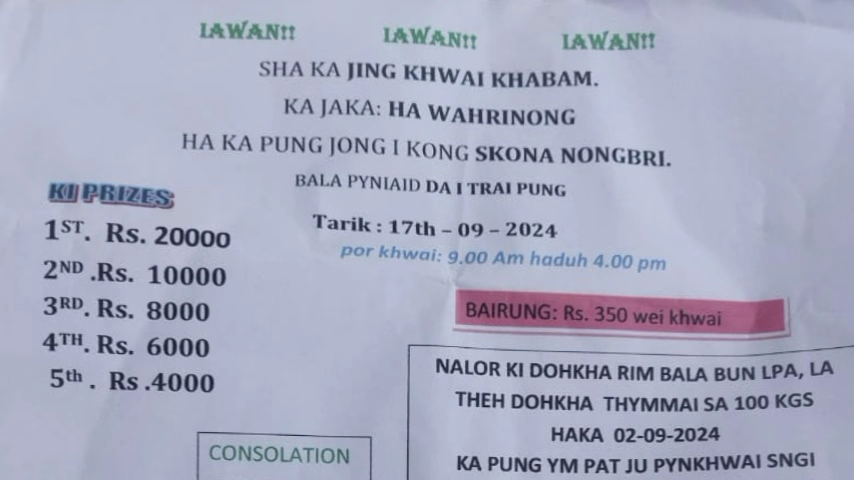 IAWAN!! IAWAN!! IAWAN!!
SHA KA JING KHWAI KHABAM.
KA JAKA: HA WAHRINONG
HA KA PUNG JONG I KONG SKONA NONGBRI.
BALA PYNIAID DA I TRAI PUNG
KI PRIZES
1ST. Rs. 20000
2ND .Rs. 10000
3RD. Rs. 8000
4TH. Rs. 6000
5th . Rs .4000
Tarik : 17th – 09 – 2024
por khwai: 9.00 Am haduh 4.00 pm
BAIRUNG: Rs. 350 wei khwai
NALOR KI DOHKHA RIM BALA BUN LPA, LA
THEH DOHKHA THYMMAI SA 100 KGS
HAKA 02-09-2024
KA PUNG YM PAT JU PYNKHWAI SNGI
CONSOLATION